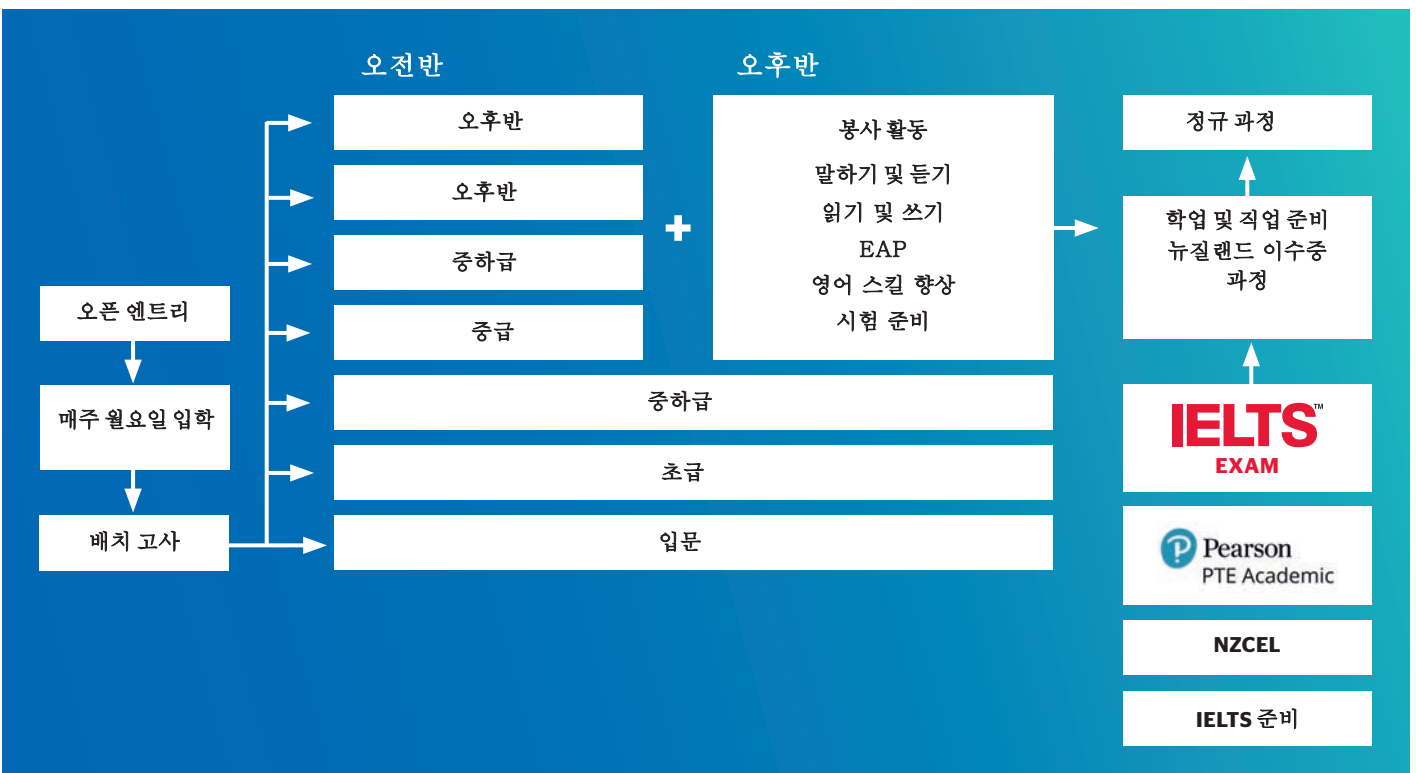 오전반
오후반
오픈 엔트리
매주 월요일 입학
배치 고사
오후반
오후반
중하급
중급
중하급
초급
입문
봉사 활동
말하기 및 듣기
읽기 및 쓰기
EAP
영어 스킬 향상
시험 준비
정규 과정
학업 및 직업 준비
뉴질랜드 이수중
과정
IELTS™
EXAM
Pearson
PTE Academic
NZCEL
IELTS 준비